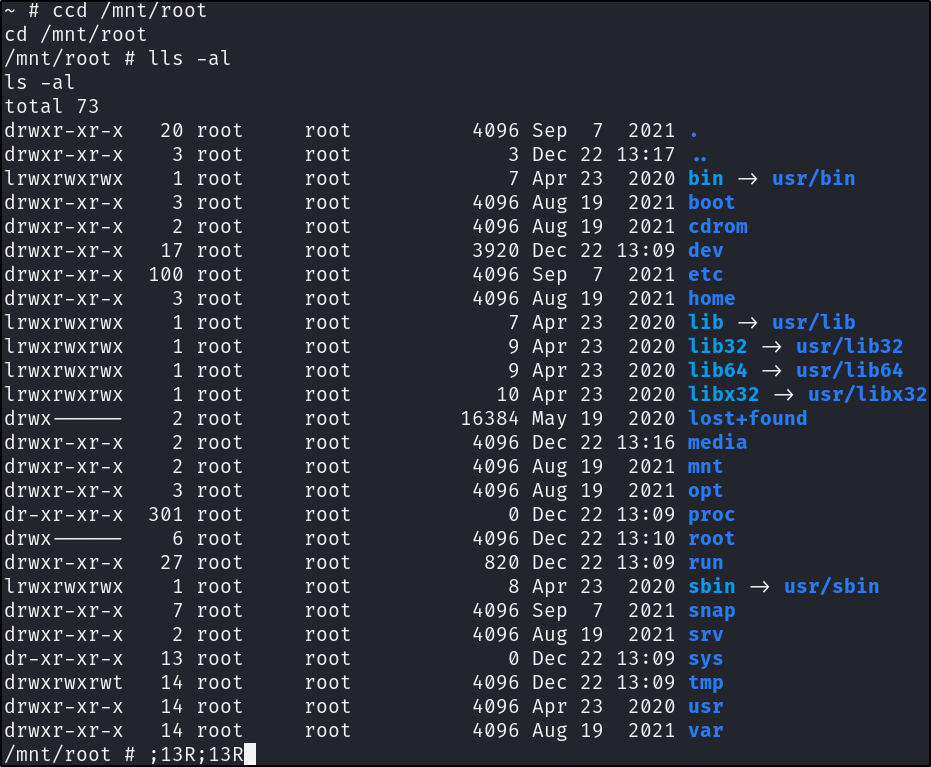 ~ # ccd /mnt/root
cd /mnt/root
/mnt/root # lls -al
ls -al
total 73
drwxr-xr-x   20 root     root          4096 Sep  7  2021 .
drwxr-xr-x    3 root     root             3 Dec 22 13:17 ..
lrwxrwxrwx    1 root     root             7 Apr 23  2020 bin -> usr/bin
drwxr-xr-x    3 root     root          4096 Aug 19  2021 boot
drwxr-xr-x    2 root     root          4096 Aug 19  2021 cdrom
drwxr-xr-x   17 root     root          3920 Dec 22 13:09 dev
drwxr-xr-x  100 root     root          4096 Sep  7  2021 etc
drwxr-xr-x    3 root     root          4096 Aug 19  2021 home
lrwxrwxrwx    1 root     root             7 Apr 23  2020 lib -> usr/lib
lrwxrwxrwx    1 root     root             9 Apr 23  2020 lib32 -> usr/lib32
lrwxrwxrwx    1 root     root             9 Apr 23  2020 lib64 -> usr/lib64
lrwxrwxrwx    1 root     root            10 Apr 23  2020 libx32 -> usr/libx32
drwx------    2 root     root         16384 May 19  2020 lost+found
drwxr-xr-x    2 root     root          4096 Dec 22 13:16 media
drwxr-xr-x    2 root     root          4096 Aug 19  2021 mnt
drwxr-xr-x    3 root     root          4096 Aug 19  2021 opt
dr-xr-xr-x  301 root     root             0 Dec 22 13:09 proc
drwx------    6 root     root          4096 Dec 22 13:10 root
drwxr-xr-x   27 root     root           820 Dec 22 13:09 run
lrwxrwxrwx    1 root     root             8 Apr 23  2020 sbin -> usr/sbin
drwxr-xr-x    7 root     root          4096 Sep  7  2021 snap
drwxr-xr-x    2 root     root          4096 Aug 19  2021 srv
dr-xr-xr-x   13 root     root             0 Dec 22 13:09 sys
drwxrwxrwt   14 root     root          4096 Dec 22 13:09 tmp
drwxr-xr-x   14 root     root          4096 Apr 23  2020 usr
drwxr-xr-x   14 root     root          4096 Aug 19  2021 var
/mnt/root # ;13R;13R